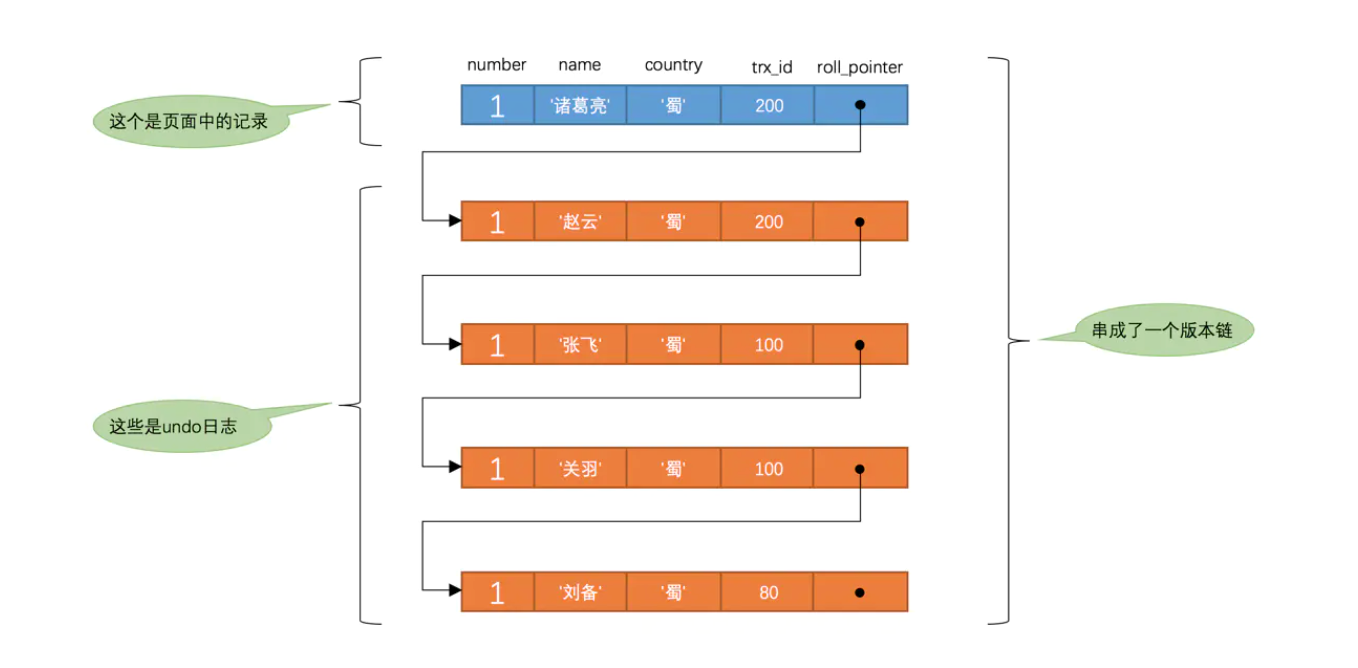 number name country trx_id roll_pointer
这个是页面中的记录
1 '诸葛亮' '蜀' 200
1 '赵云' '蜀' 200
1 '张飞' '蜀' 100
串成了一个版本链
这些是undo日志
1 '关羽' '蜀' 100
1 '刘备' '蜀' 80